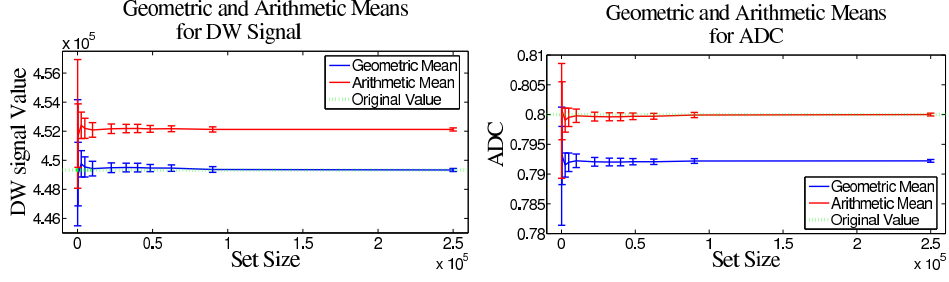 Geometric and Arithmetic Means
for DW Signal
x 10^5
4.56
4.54
4.52
4.5
4.48
4.46
DW signal Value
Geometric Mean
Arithmetic Mean
Original Value
0
0.5
1
1.5
2
2.5
Set Size
x 10^5
Geometric and Arithmetic Means
for ADC
0.81
0.805
0.8
0.795
0.79
0.785
0.78
ADC
Geometric Mean
Arithmetic Mean
Original Value
0
0.5
1
1.5
2
2.5
Set Size
x 10^5